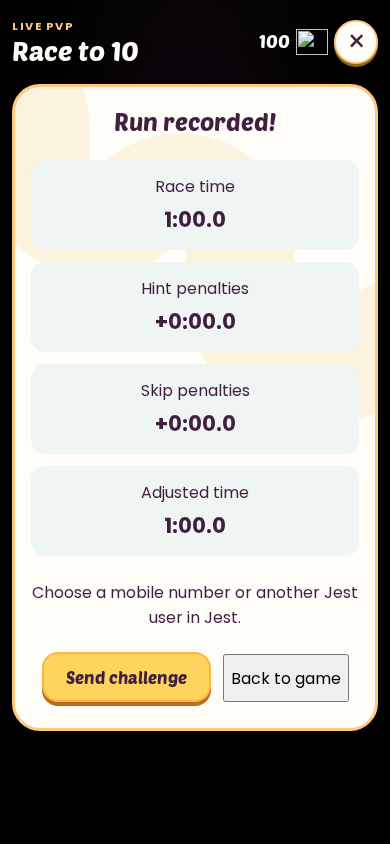 LIVE PVP
Race to 10
100
Run recorded!
Race time
1:00.0
Hint penalties
+0:00.0
Skip penalties
+0:00.0
Adjusted time
1:00.0
Choose a mobile number or another Jest
user in Jest.
Send challenge
Back to game